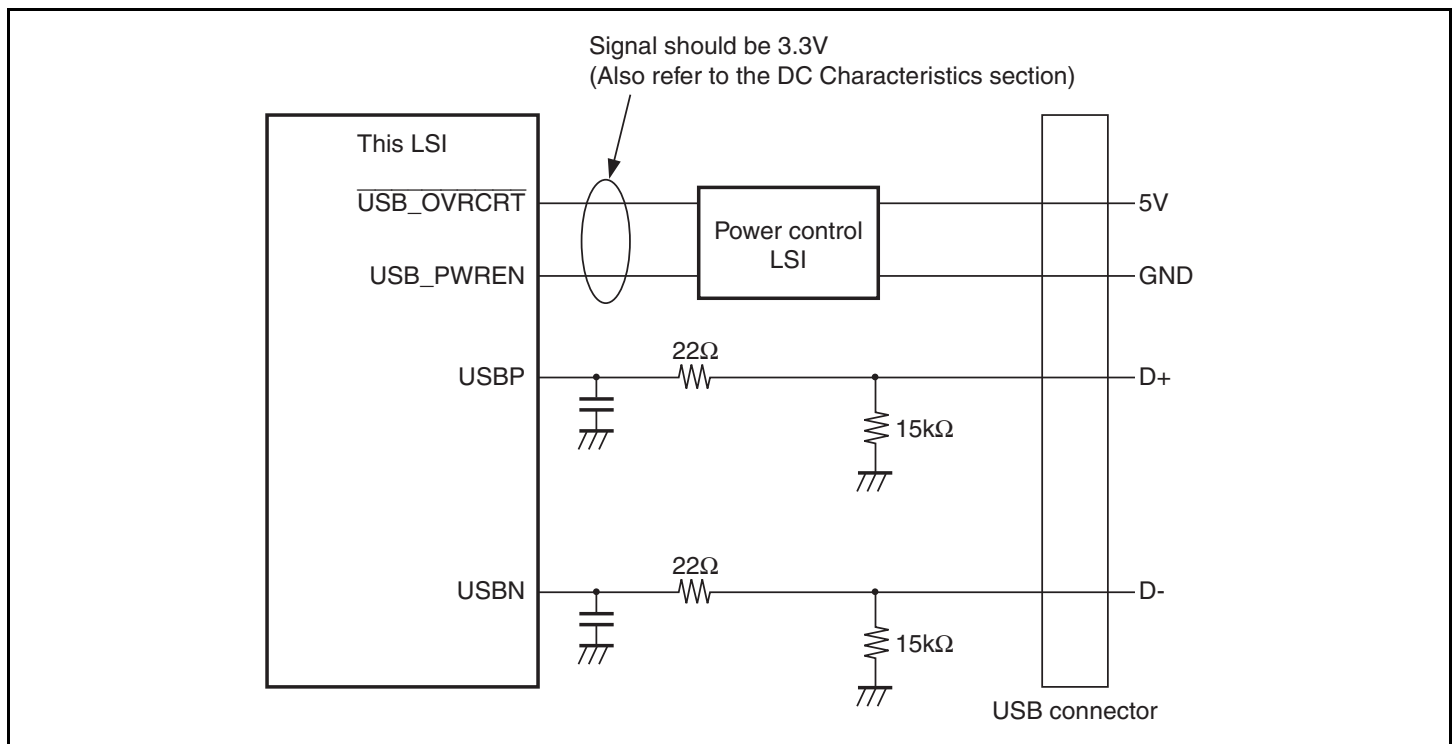 Signal should be 3.3V
(Also refer to the DC Characteristics section)
This LSI
USB_OVRCRT
Power control
LSI
5V
USB_PWREN
GND
22Ω
USBP
D+
15kΩ
22Ω
USBN
D-
15kΩ
USB connector